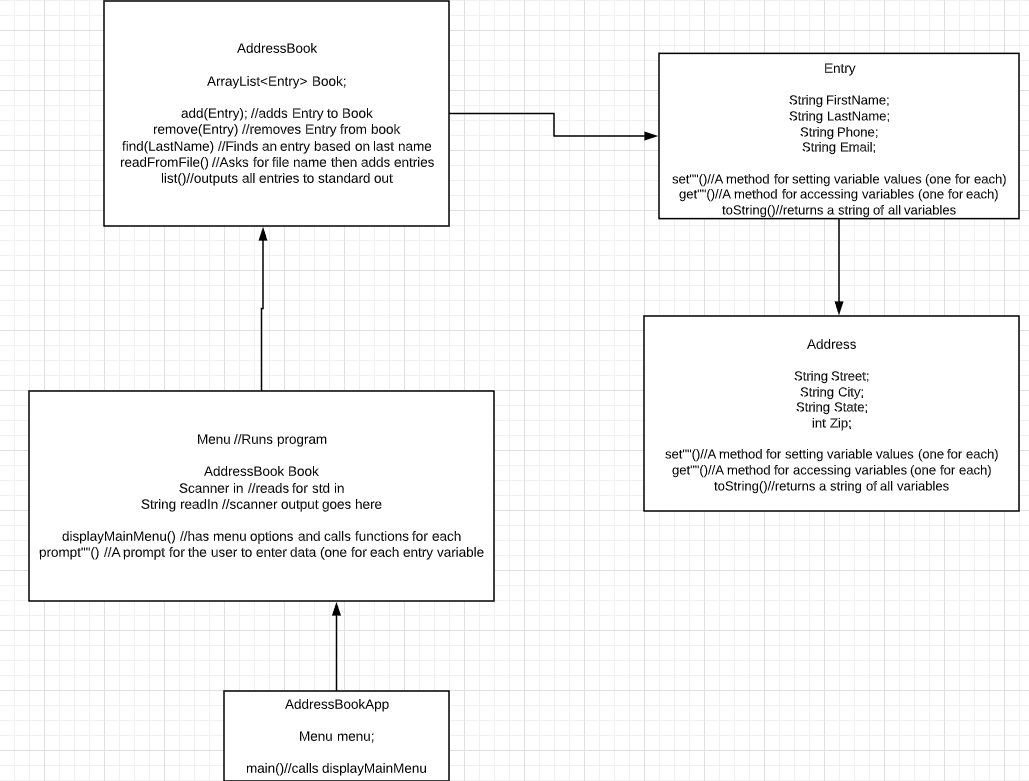 AddressBook
ArrayList<Entry> Book;
add(Entry); //adds Entry to Book
remove(Entry) //removes Entry from book
find(LastName) //Finds an entry based on last name
readFromFile() //Asks for file name then adds entries
list()//outputs all entries to standard out
Entry
String FirstName;
String LastName;
String Phone;
String Email;
set""()//A method for setting variable values (one for each)
get""()//A method for accessing variables (one for each)
toString()//returns a string of all variables
Address
String Street;
String City;
String State;
int Zip;
set""()//A method for setting variable values (one for each)
get""()//A method for accessing variables (one for each)
toString()//returns a string of all variables
Menu //Runs program
AddressBook Book
Scanner in //reads for std in
String readIn //scanner output goes here
displayMainMenu() //has menu options and calls functions for each
prompt""() //A prompt for the user to enter data (one for each entry variable
AddressBookApp
Menu menu;
main()//calls displayMainMenu